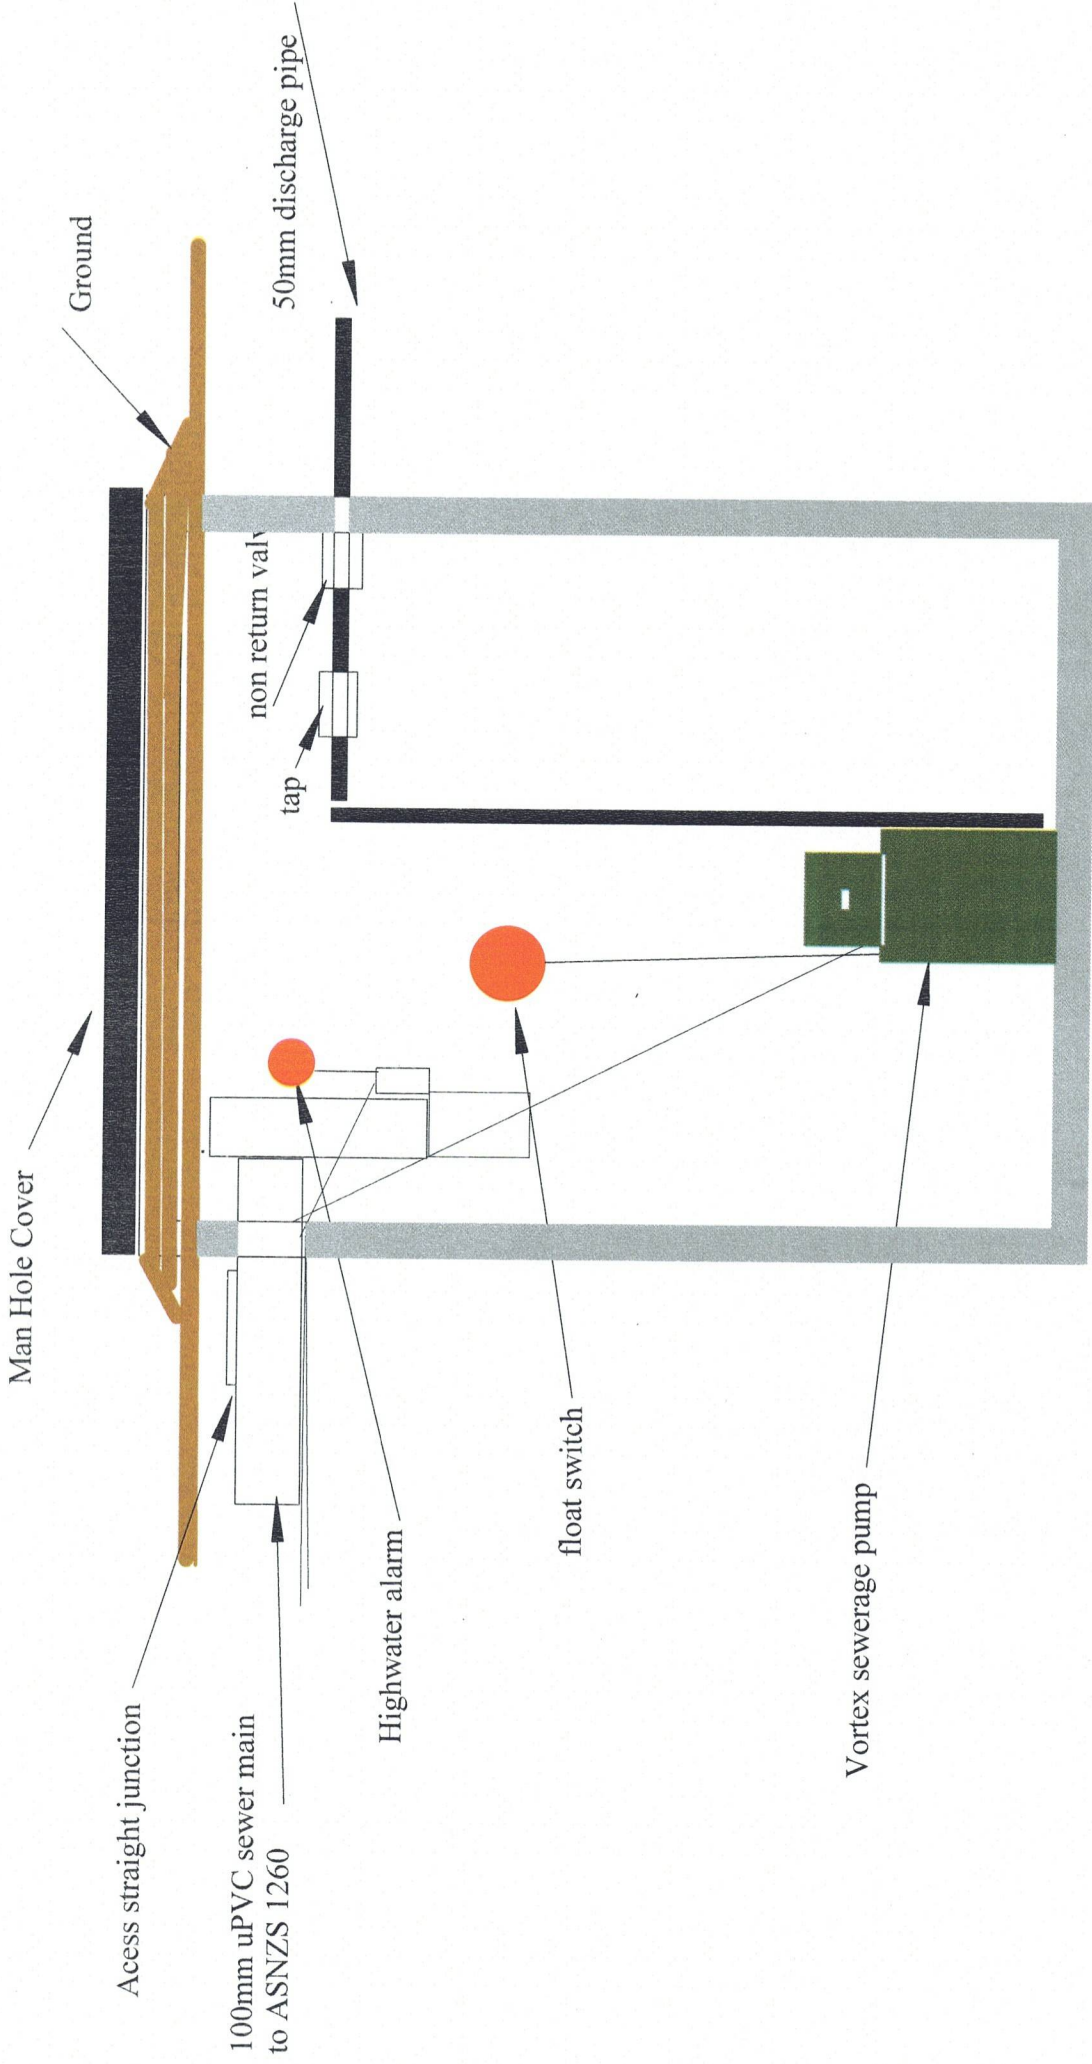 Man Hole Cover
Ground
Acess straight junction
100mm uPVC sewer main
to ASNZS 1260
50mm discharge pipe
non return valv
tap
Highwater alarm
float switch
Vortex sewerage pump